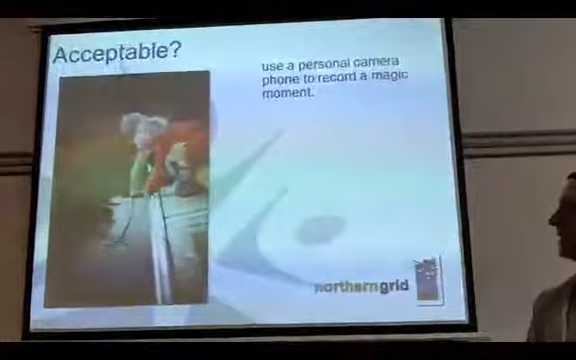 Acceptable?
use a personal camera
phone to record a magic
moment.
northerngrid